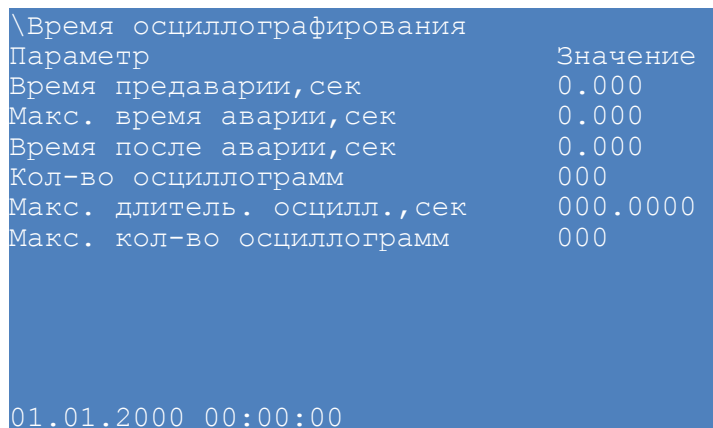 \Время осциллографирования
Параметр Значение
Время предаварии,сек 0.000
Макс. время аварии,сек 0.000
Время после аварии,сек 0.000
Кол-во осциллограмм 000
Макс. длитель. осцилл.,сек 000.0000
Макс. кол-во осциллограмм 000
01.01.2000 00:00:00